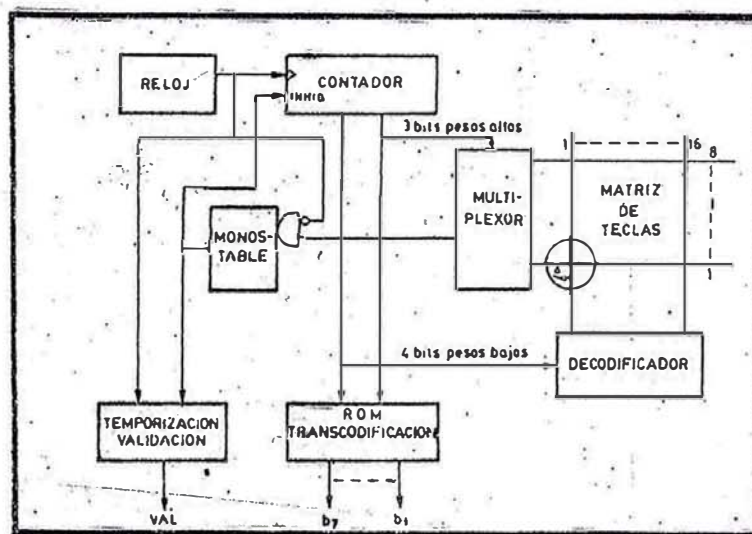 RELOJ
CONTADOR
INHIB
3 bits pesos altos
1
16
8
MULTI-
PLEXOR
MATRIZ
DE
TECLAS
MONOS-
TABLE
1
4 bits pesos bajos
DECODIFICADOR
TEMPORIZACION
VALIDACION
ROM
TRANSCODIFICACION
VAL
b7
b1